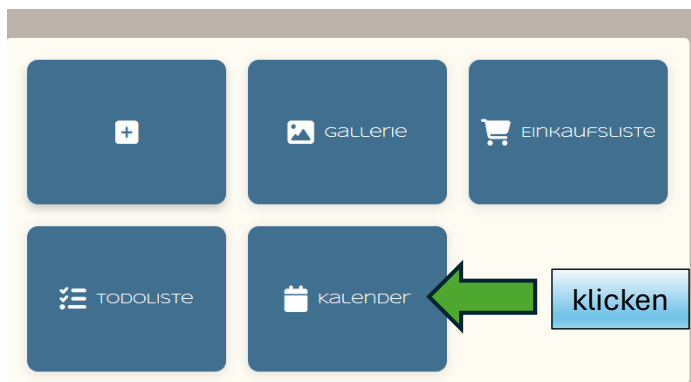 Gallerie
Einkaufsliste
Todoliste
Kalender
klicken